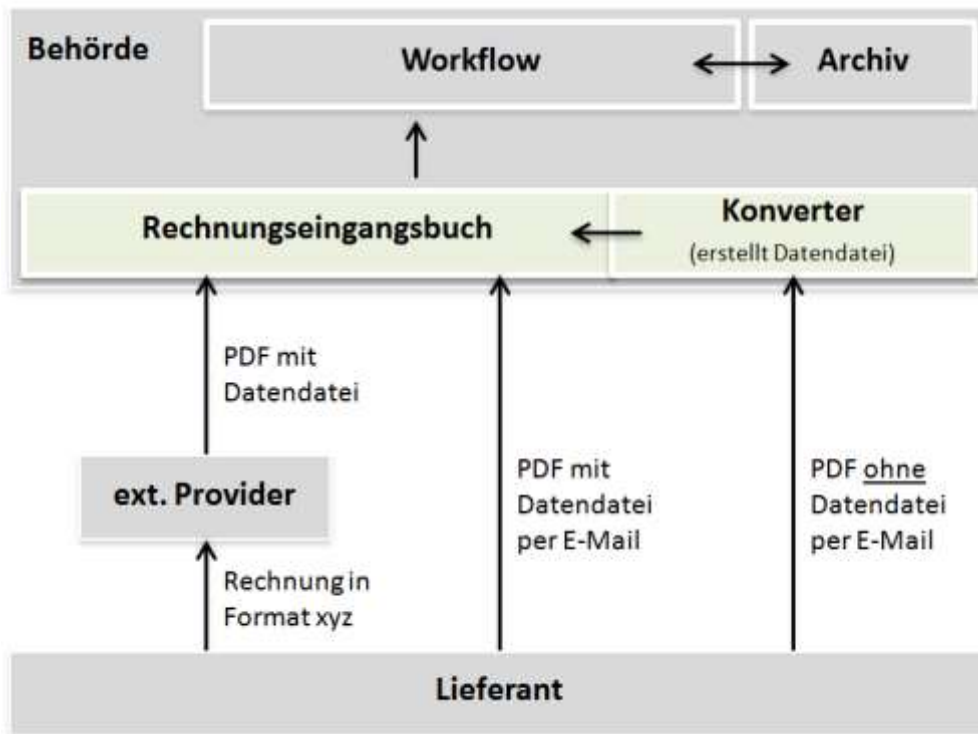 Behörde
Workflow
Archiv
Rechnungseingangsbuch
Konverter
(erstellt Datendatei)
PDF mit
Datendatei
ext. Provider
PDF mit
Datendatei
per E-Mail
PDF ohne
Datendatei
per E-Mail
Rechnung in
Format xyz
Lieferant